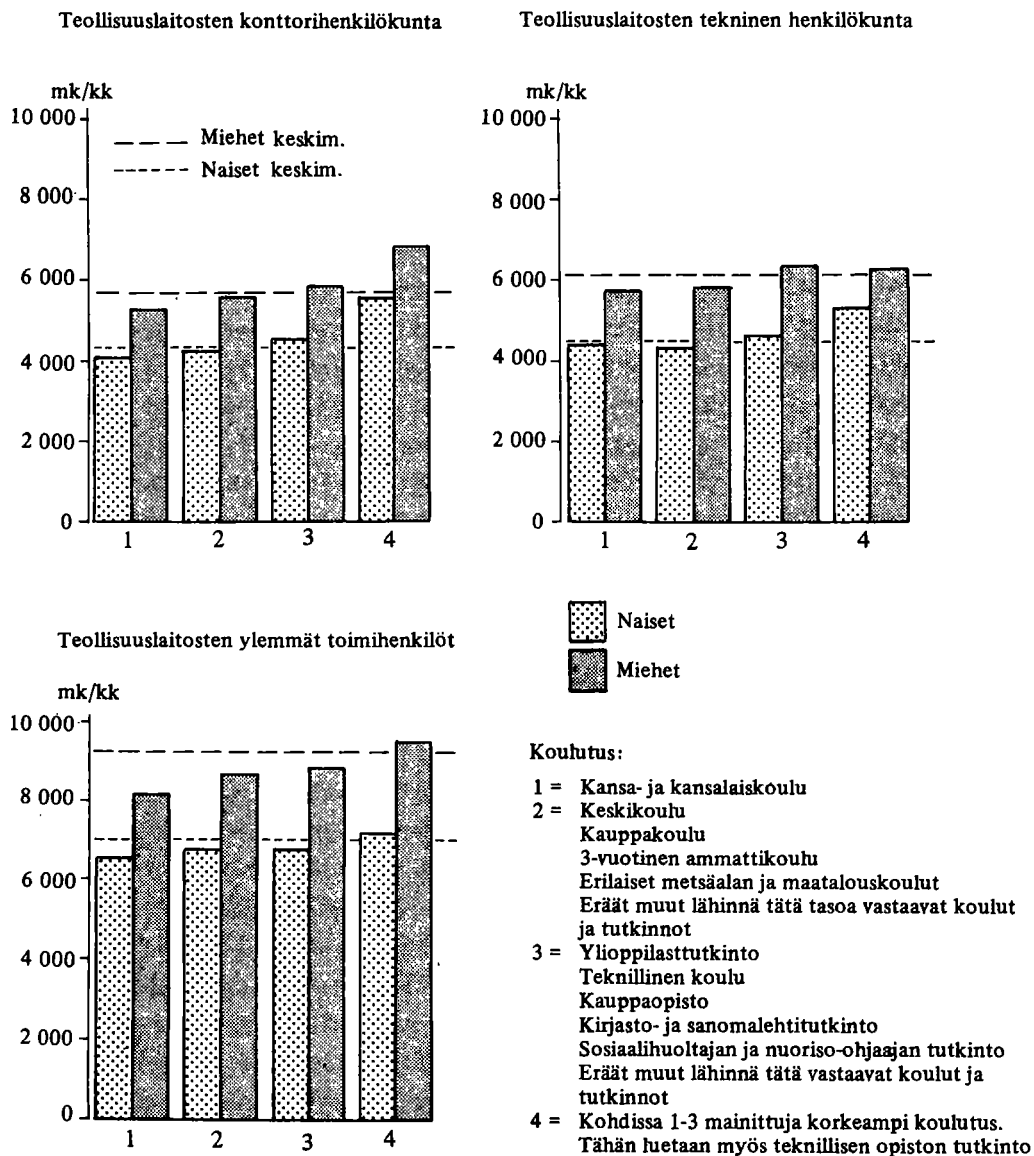 Teollisuuslaitosten konttorihenkilökunta
mk/kk
10 000
8 000
6 000
4 000
2 000
0
Miehet keskim.
Naiset keskim.
1 2 3 4
Teollisuuslaitosten tekninen henkilökunta
mk/kk
10 000
8 000
6 000
4 000
2 000
0
1 2 3 4
Teollisuuslaitosten ylemmät toimihenkilöt
mk/kk
10 000
8 000
6 000
4 000
2 000
0
1 2 3 4
Naiset
Miehet
Koulutus:
1 = Kansa- ja kansalaiskoulu
2 = Keskikoulu
Kauppakoulu
3-vuotinen ammattikoulu
Erilaiset metsäalan ja maatalouskoulut
Eräät muut lähinnä tätä tasoa vastaavat koulut
ja tutkinnot
3 = Ylioppilasttutkinto
Teknillinen koulu
Kauppaopisto
Kirjasto- ja sanomalehtitutkinto
Sosiaalihuoltajan ja nuoriso-ohjaajan tutkinto
Eräät muut lähinnä tätä vastaavat koulut ja
tutkinnot
4 = Kohdissa 1-3 mainittuja korkeampi koulutus.
Tähän luetaan myös teknillisen opiston tutkinto